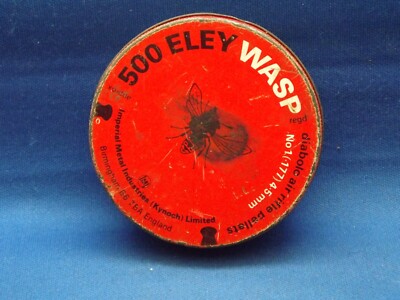 500 ELEY WASP
regd
diabolo air rifle pellets
No1(·177)4·5mm
Imperial Metal Industries (Kynoch) Limited
Birmingham B6 7BA, England